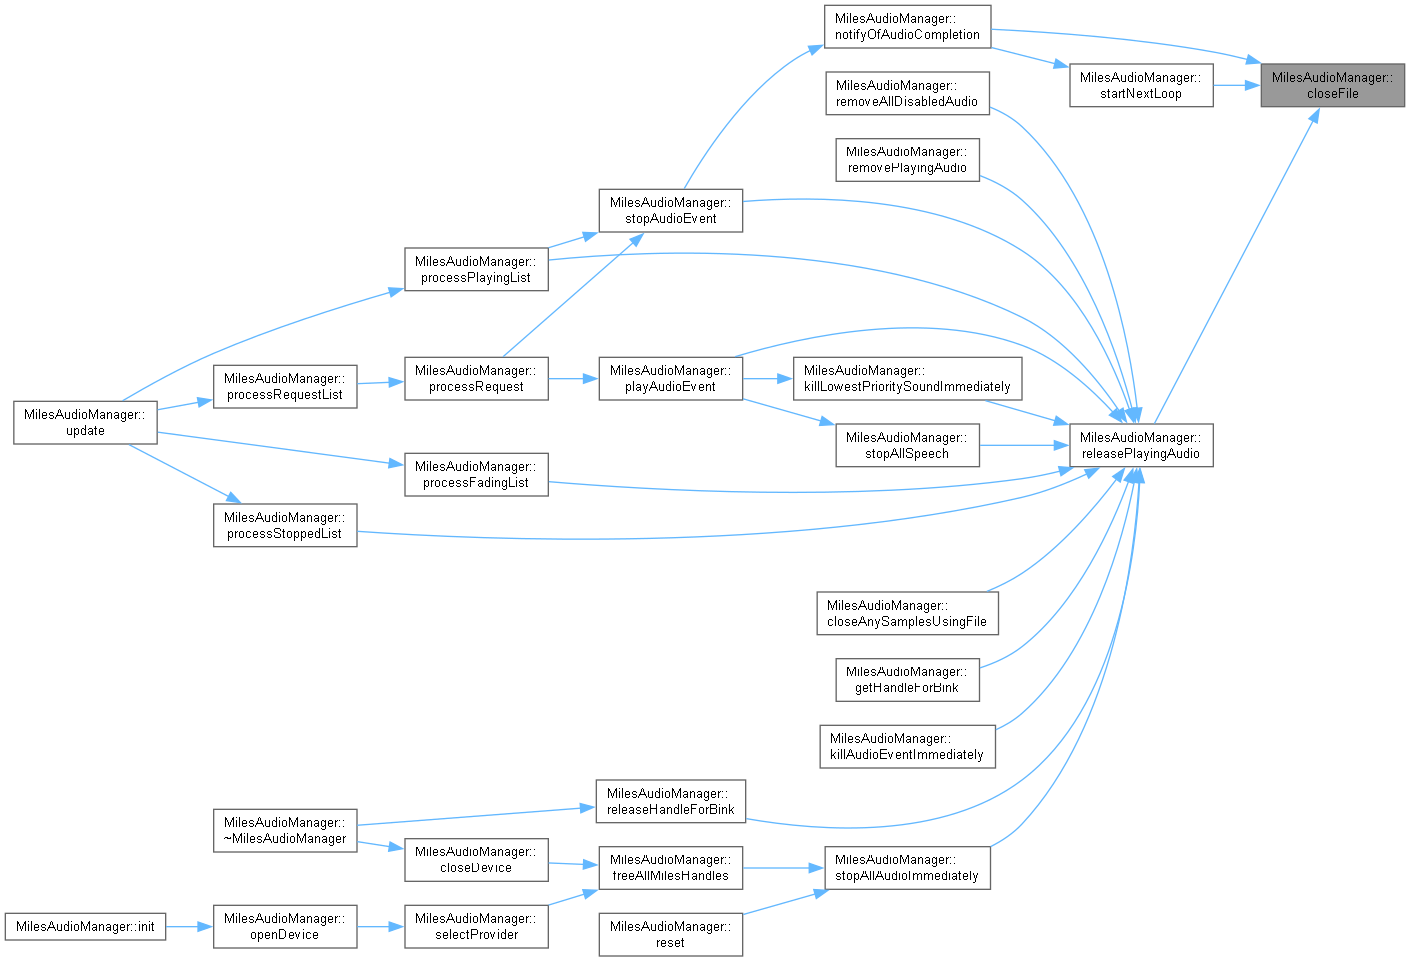 MilesAudioManager::
notifyOfAudioCompletion
MilesAudioManager::
startNextLoop
MilesAudioManager::
closeFile
MilesAudioManager::
removeAllDisabledAudio
MilesAudioManager::
removePlayingAudio
MilesAudioManager::
stopAudioEvent
MilesAudioManager::
processPlayingList
MilesAudioManager::
processRequestList
MilesAudioManager::
processRequest
MilesAudioManager::
playAudioEvent
MilesAudioManager::
killLowestPrioritySoundImmediately
MilesAudioManager::
update
MilesAudioManager::
stopAllSpeech
MilesAudioManager::
releasePlayingAudio
MilesAudioManager::
processFadingList
MilesAudioManager::
processStoppedList
MilesAudioManager::
closeAnySamplesUsingFile
MilesAudioManager::
getHandleForBink
MilesAudioManager::
killAudioEventImmediately
MilesAudioManager::
releaseHandleForBink
MilesAudioManager::
~MilesAudioManager
MilesAudioManager::
closeDevice
MilesAudioManager::
freeAllMilesHandles
MilesAudioManager::
stopAllAudioImmediately
MilesAudioManager::init
MilesAudioManager::
openDevice
MilesAudioManager::
selectProvider
MilesAudioManager::
reset